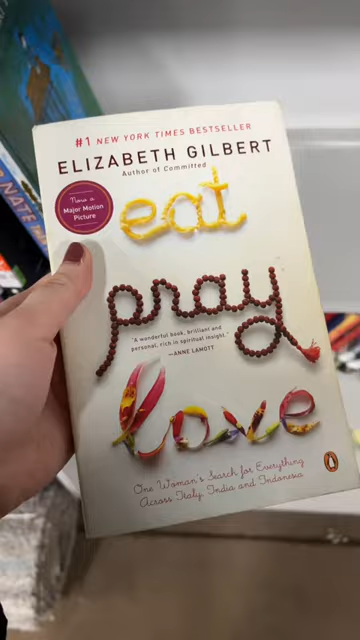 #1 NEW YORK TIMES BESTSELLER
ELIZABETH GILBERT
Author of Committed
Now a
Major Motion
Picture
eat
pray
"A wonderful book, brilliant and
personal, rich in spiritual insight."
—ANNE LAMOTT
love
One Woman's Search for Everything
Across Italy, India and Indonesia
NATE